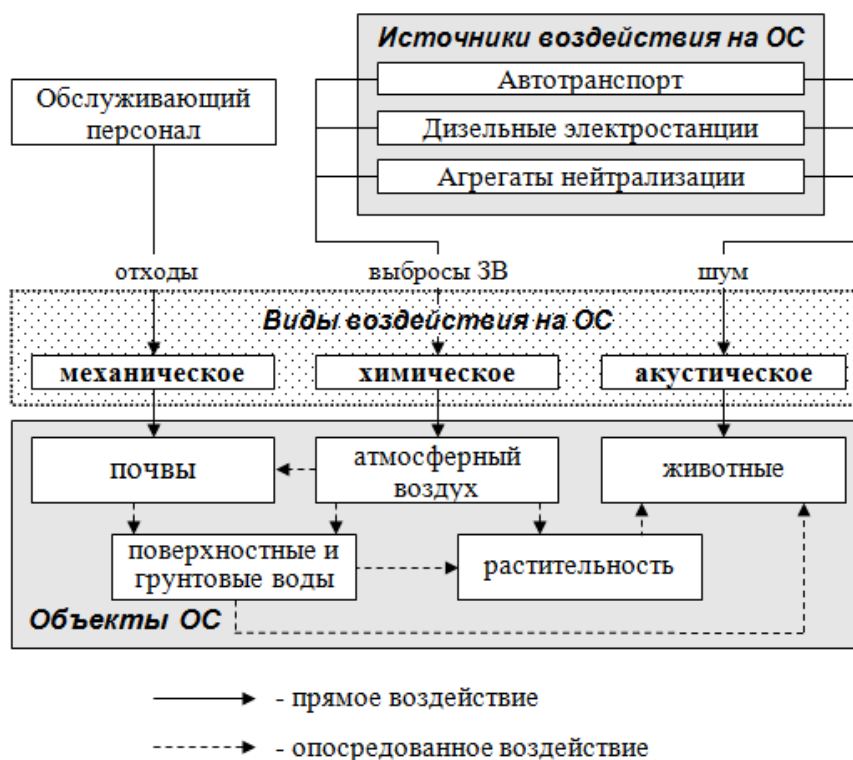 Источники воздействия на ОС
Автотранспорт
Обслуживающий
персонал
Дизельные электростанции
Агрегаты нейтрализации
отходы
выбросы ЗВ
шум
Виды воздействия на ОС
механическое
химическое
акустическое
почвы
атмосферный
воздух
животные
поверхностные и
грунтовые воды
растительность
Объекты ОС
- прямое воздействие
- опосредованное воздействие